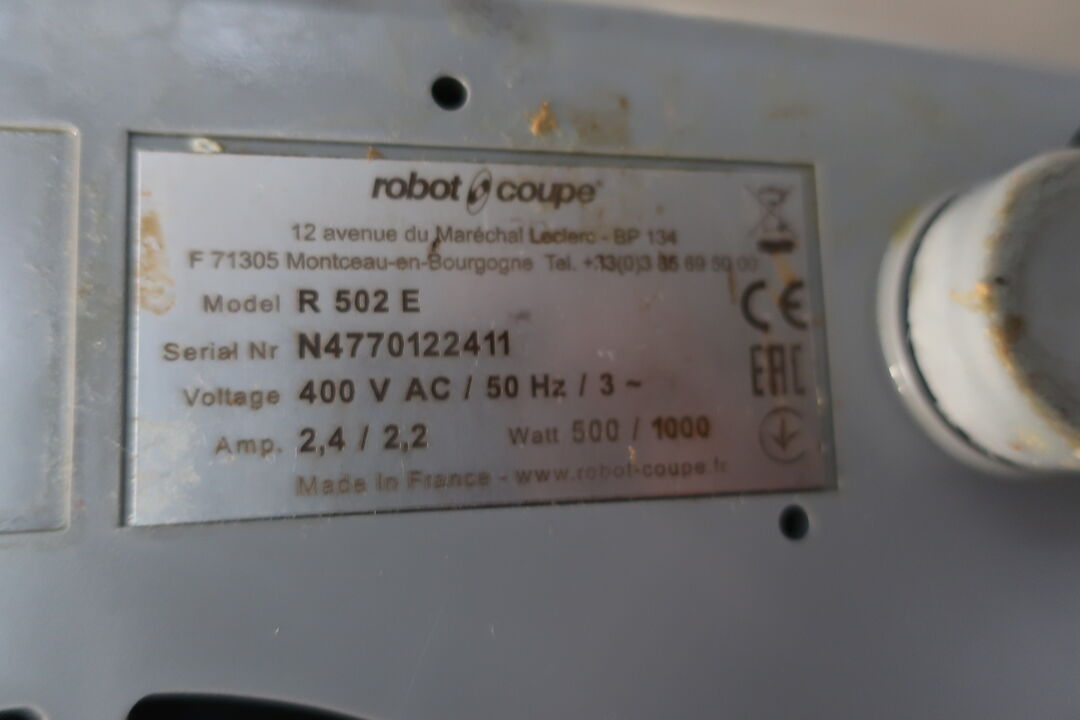 robot coupe®
12 avenue du Maréchal Leclerc - BP 134
F 71305 Montceau-en-Bourgogne Tel. +33(0)3 85 69 50 00
Model R 502 E
Serial Nr N4770122411
Voltage 400 V AC / 50 Hz / 3 ~
Amp. 2,4 / 2,2 Watt 500 / 1000
Made in France - www.robot-coupe.fr
CE
EAC